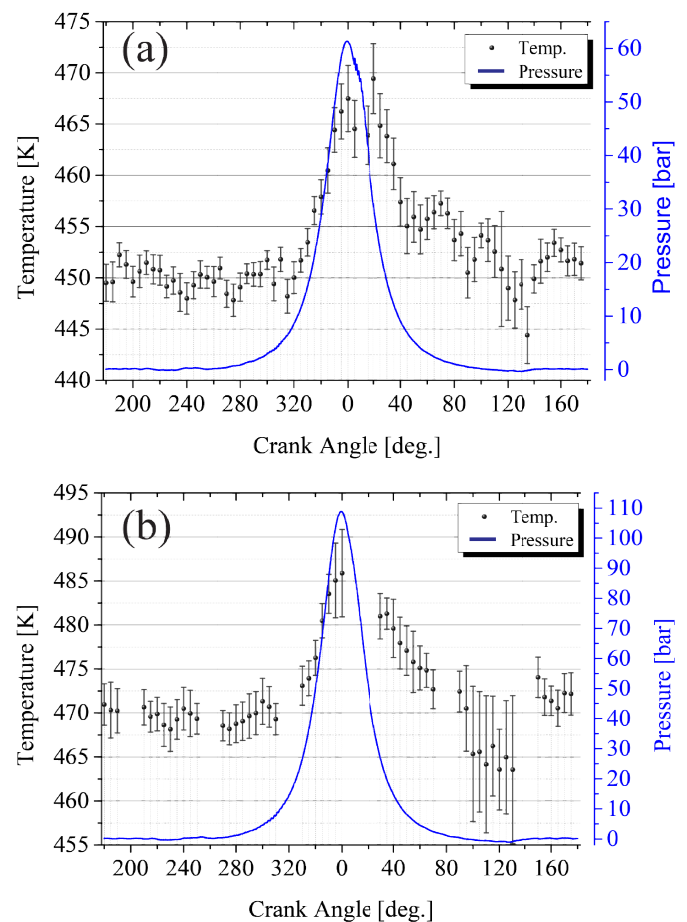 (a)
Temp.
Pressure
475
470
465
460
455
450
445
440
Temperature [K]
60
50
40
30
20
10
0
Pressure [bar]
200 240 280 320 0 40 80 120 160
Crank Angle [deg.]
(b)
Temp.
Pressure
495
490
485
480
475
470
465
460
455
Temperature [K]
110
100
90
80
70
60
50
40
30
20
10
0
Pressure [bar]
200 240 280 320 0 40 80 120 160
Crank Angle [deg.]